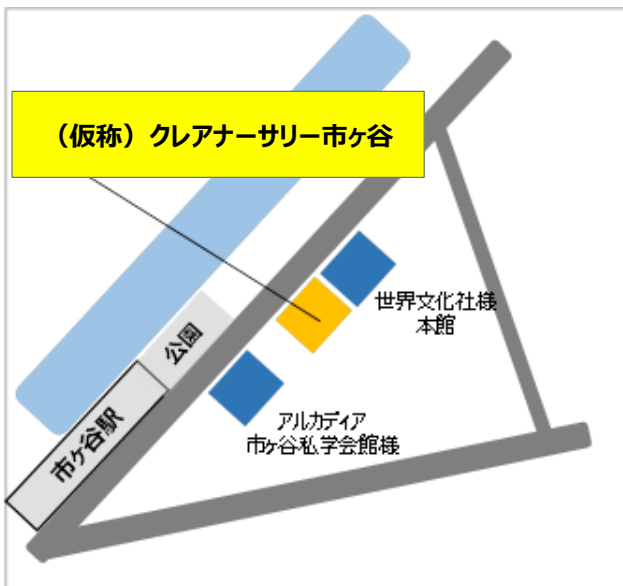 （仮称）クレアナーサリー市ヶ谷
世界文化社様
本館
公園
アルカディア
市ヶ谷私学会館様
市ヶ谷駅